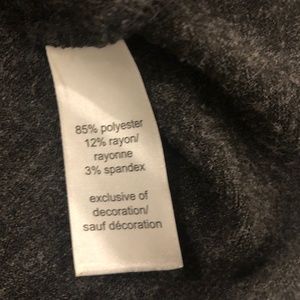 85% polyester
12% rayon/
rayonne
3% spandex
exclusive of
decoration/
sauf décoration